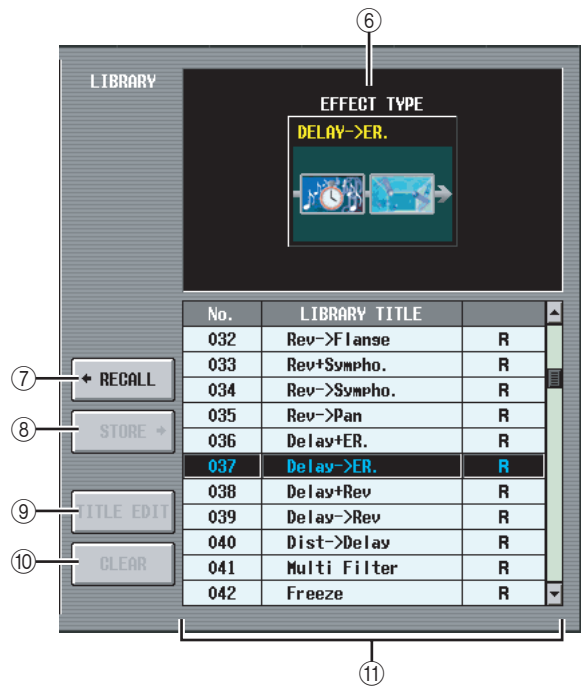 ⑥
LIBRARY
EFFECT TYPE
DELAY->ER.
No. LIBRARY TITLE
032 Rev->Flange R
033 Rev+Sympho. R
034 Rev->Sympho. R
035 Rev->Pan R
036 Delay+ER. R
037 Delay->ER. R
038 Delay+Rev R
039 Delay->Rev R
040 Dist->Delay R
041 Multi Filter R
042 Freeze R
⑦ RECALL
⑧ STORE
⑨ TITLE EDIT
⑩ CLEAR
⑪